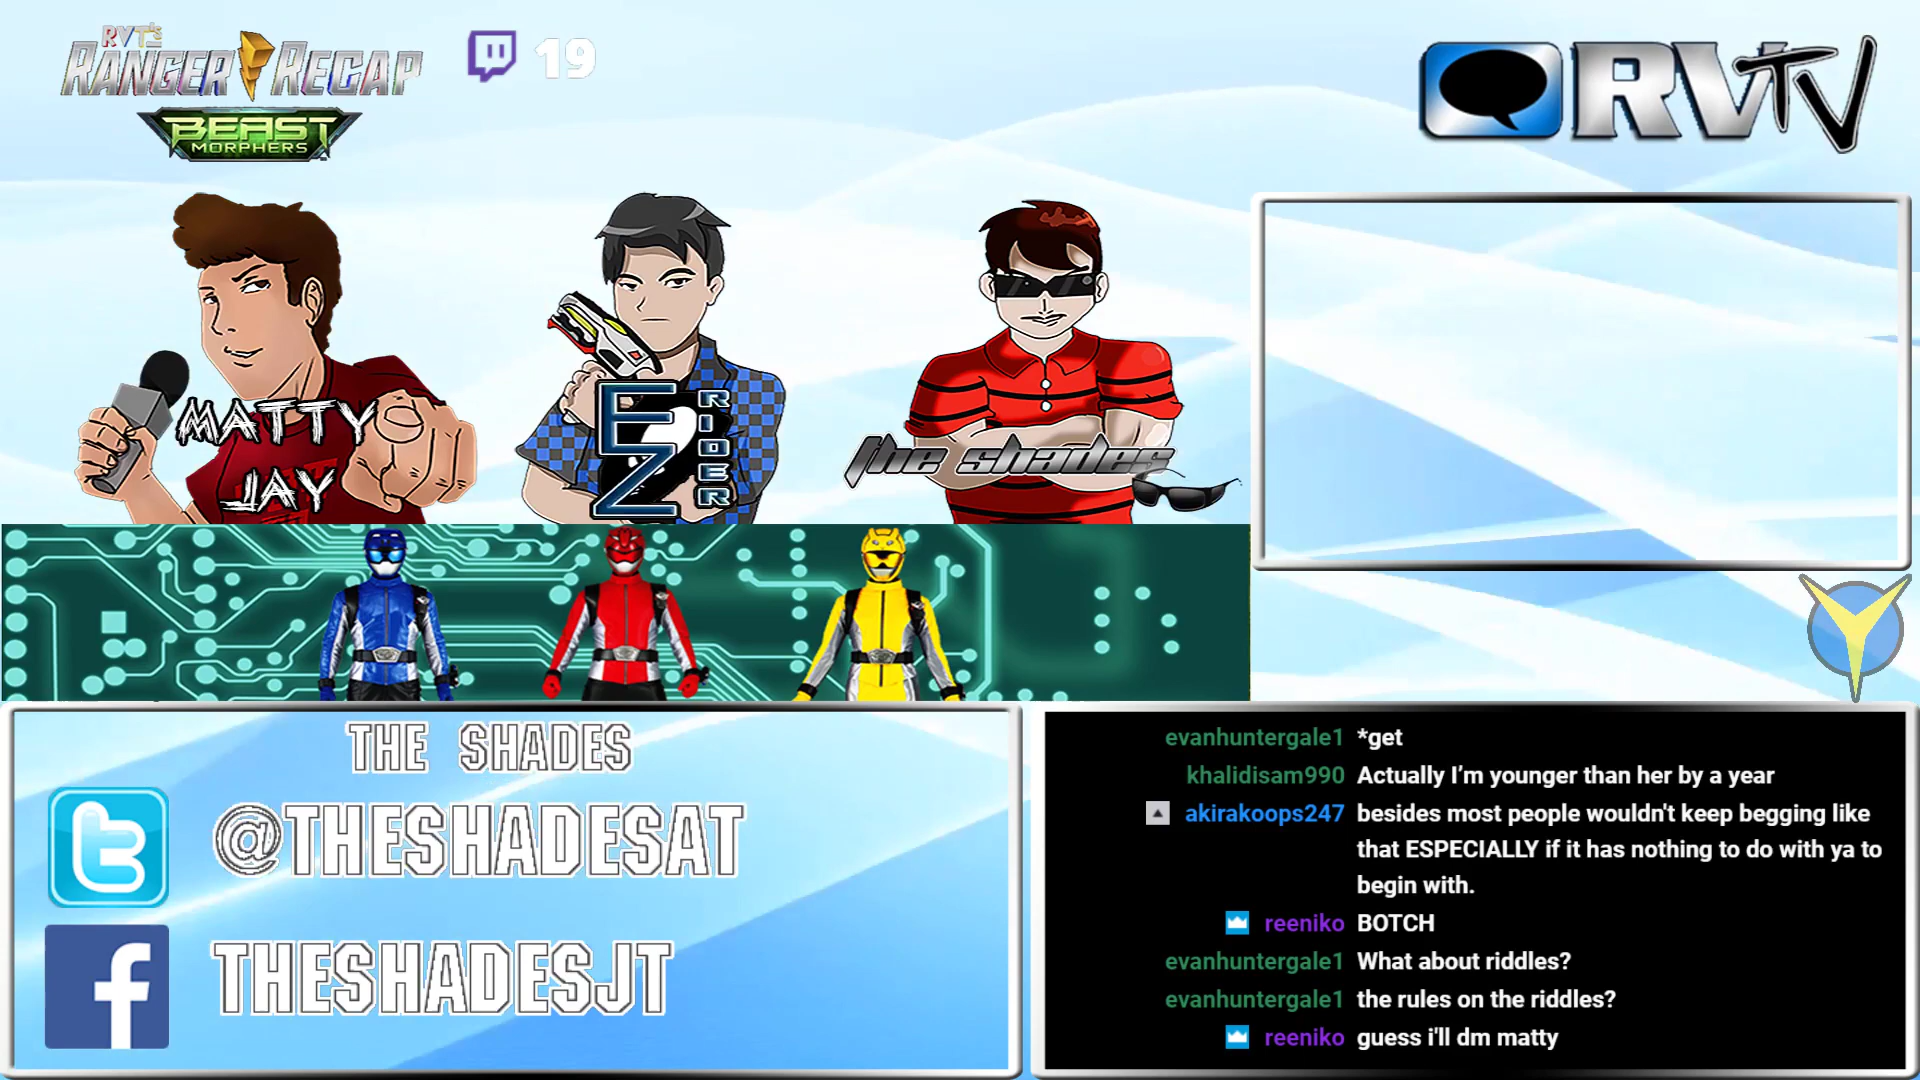 RVT's
RANGER RECAP
BEAST
MORPHERS
19
RVTV
MATTY
JAY
EZ
RIDER
the shades
THE SHADES
@THESHADESAT
THESHADESJT
evanhuntergale1 *get
khalidisam990 Actually I’m younger than her by a year
akirakoops247 besides most people wouldn't keep begging like
that ESPECIALLY if it has nothing to do with ya to
begin with.
reeniko BOTCH
evanhuntergale1 What about riddles?
evanhuntergale1 the rules on the riddles?
reeniko guess i'll dm matty